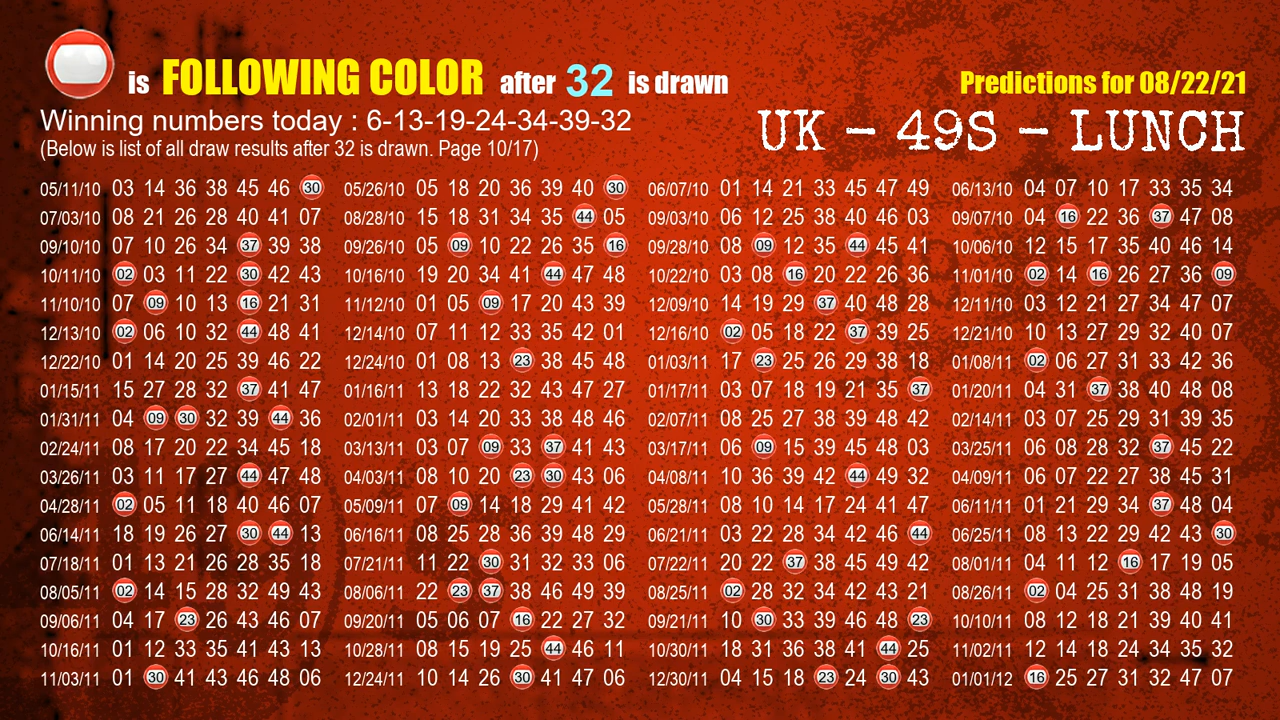 is FOLLOWING COLOR after 32 is drawn
Predictions for 08/22/21
Winning numbers today : 6-13-19-24-34-39-32
UK - 49S - LUNCH
(Below is list of all draw results after 32 is drawn. Page 10/17)
05/11/10 03 14 36 38 45 46 30 05/26/10 05 18 20 36 39 40 30 06/07/10 01 14 21 33 45 47 49 06/13/10 04 07 10 17 33 35 34
07/03/10 08 21 26 28 40 41 07 08/28/10 15 18 31 34 35 44 05 09/03/10 06 12 25 38 40 46 03 09/07/10 04 16 22 36 37 47 08
09/10/10 07 10 26 34 37 39 38 09/26/10 05 09 10 22 26 35 16 09/28/10 08 09 12 35 44 45 41 10/06/10 12 15 17 35 40 46 14
10/11/10 02 03 11 22 30 42 43 10/16/10 19 20 34 41 44 47 48 10/22/10 03 08 16 20 22 26 36 11/01/10 02 14 16 26 27 36 09
11/10/10 07 09 10 13 16 21 31 11/12/10 01 05 09 17 20 43 39 12/09/10 14 19 29 37 40 48 28 12/11/10 03 12 21 27 34 47 07
12/13/10 02 06 10 32 44 48 41 12/14/10 07 11 12 33 35 42 01 12/16/10 02 05 18 22 37 39 25 12/21/10 10 13 27 29 32 40 07
12/22/10 01 14 20 25 39 46 22 12/24/10 01 08 13 23 38 45 48 01/03/11 17 23 25 26 29 38 18 01/08/11 02 06 27 31 33 42 36
01/15/11 15 27 28 32 37 41 47 01/16/11 13 18 22 32 43 47 27 01/17/11 03 07 18 19 21 35 37 01/20/11 04 31 37 38 40 48 08
01/31/11 04 09 30 32 39 44 36 02/01/11 03 14 20 33 38 48 46 02/07/11 08 25 27 38 39 48 42 02/14/11 03 07 25 29 31 39 35
02/24/11 08 17 20 22 34 45 18 03/13/11 03 07 09 33 37 41 43 03/17/11 06 09 15 39 45 48 03 03/25/11 06 08 28 32 37 45 22
03/26/11 03 11 17 27 44 47 48 04/03/11 08 10 20 23 30 43 06 04/08/11 10 36 39 42 44 49 32 04/09/11 06 07 22 27 38 45 31
04/28/11 02 05 11 18 40 46 07 05/09/11 07 09 14 18 29 41 42 05/28/11 08 10 14 17 24 41 47 06/11/11 01 21 29 34 37 48 04
06/14/11 18 19 26 27 30 44 13 06/16/11 08 25 28 36 39 48 29 06/21/11 03 22 28 34 42 46 44 06/25/11 08 13 22 29 42 43 30
07/18/11 01 13 21 26 28 35 18 07/21/11 11 22 30 31 32 33 06 07/22/11 20 22 37 38 45 49 42 08/01/11 04 11 12 16 17 19 05
08/05/11 02 14 15 28 32 49 43 08/06/11 22 23 37 38 46 49 39 08/25/11 02 28 32 34 42 43 21 08/26/11 02 04 25 31 38 48 19
09/06/11 04 17 23 26 43 46 07 09/20/11 05 06 07 16 22 27 32 09/21/11 10 30 33 39 46 48 23 10/10/11 08 12 18 21 39 40 41
10/16/11 01 12 33 35 41 43 13 10/28/11 08 15 19 25 44 46 11 10/30/11 18 31 36 38 41 44 25 11/02/11 12 14 18 24 34 35 32
11/03/11 01 30 41 43 46 48 06 12/24/11 10 14 26 30 41 47 06 12/30/11 04 15 18 23 24 30 43 01/01/12 16 25 27 31 32 47 07